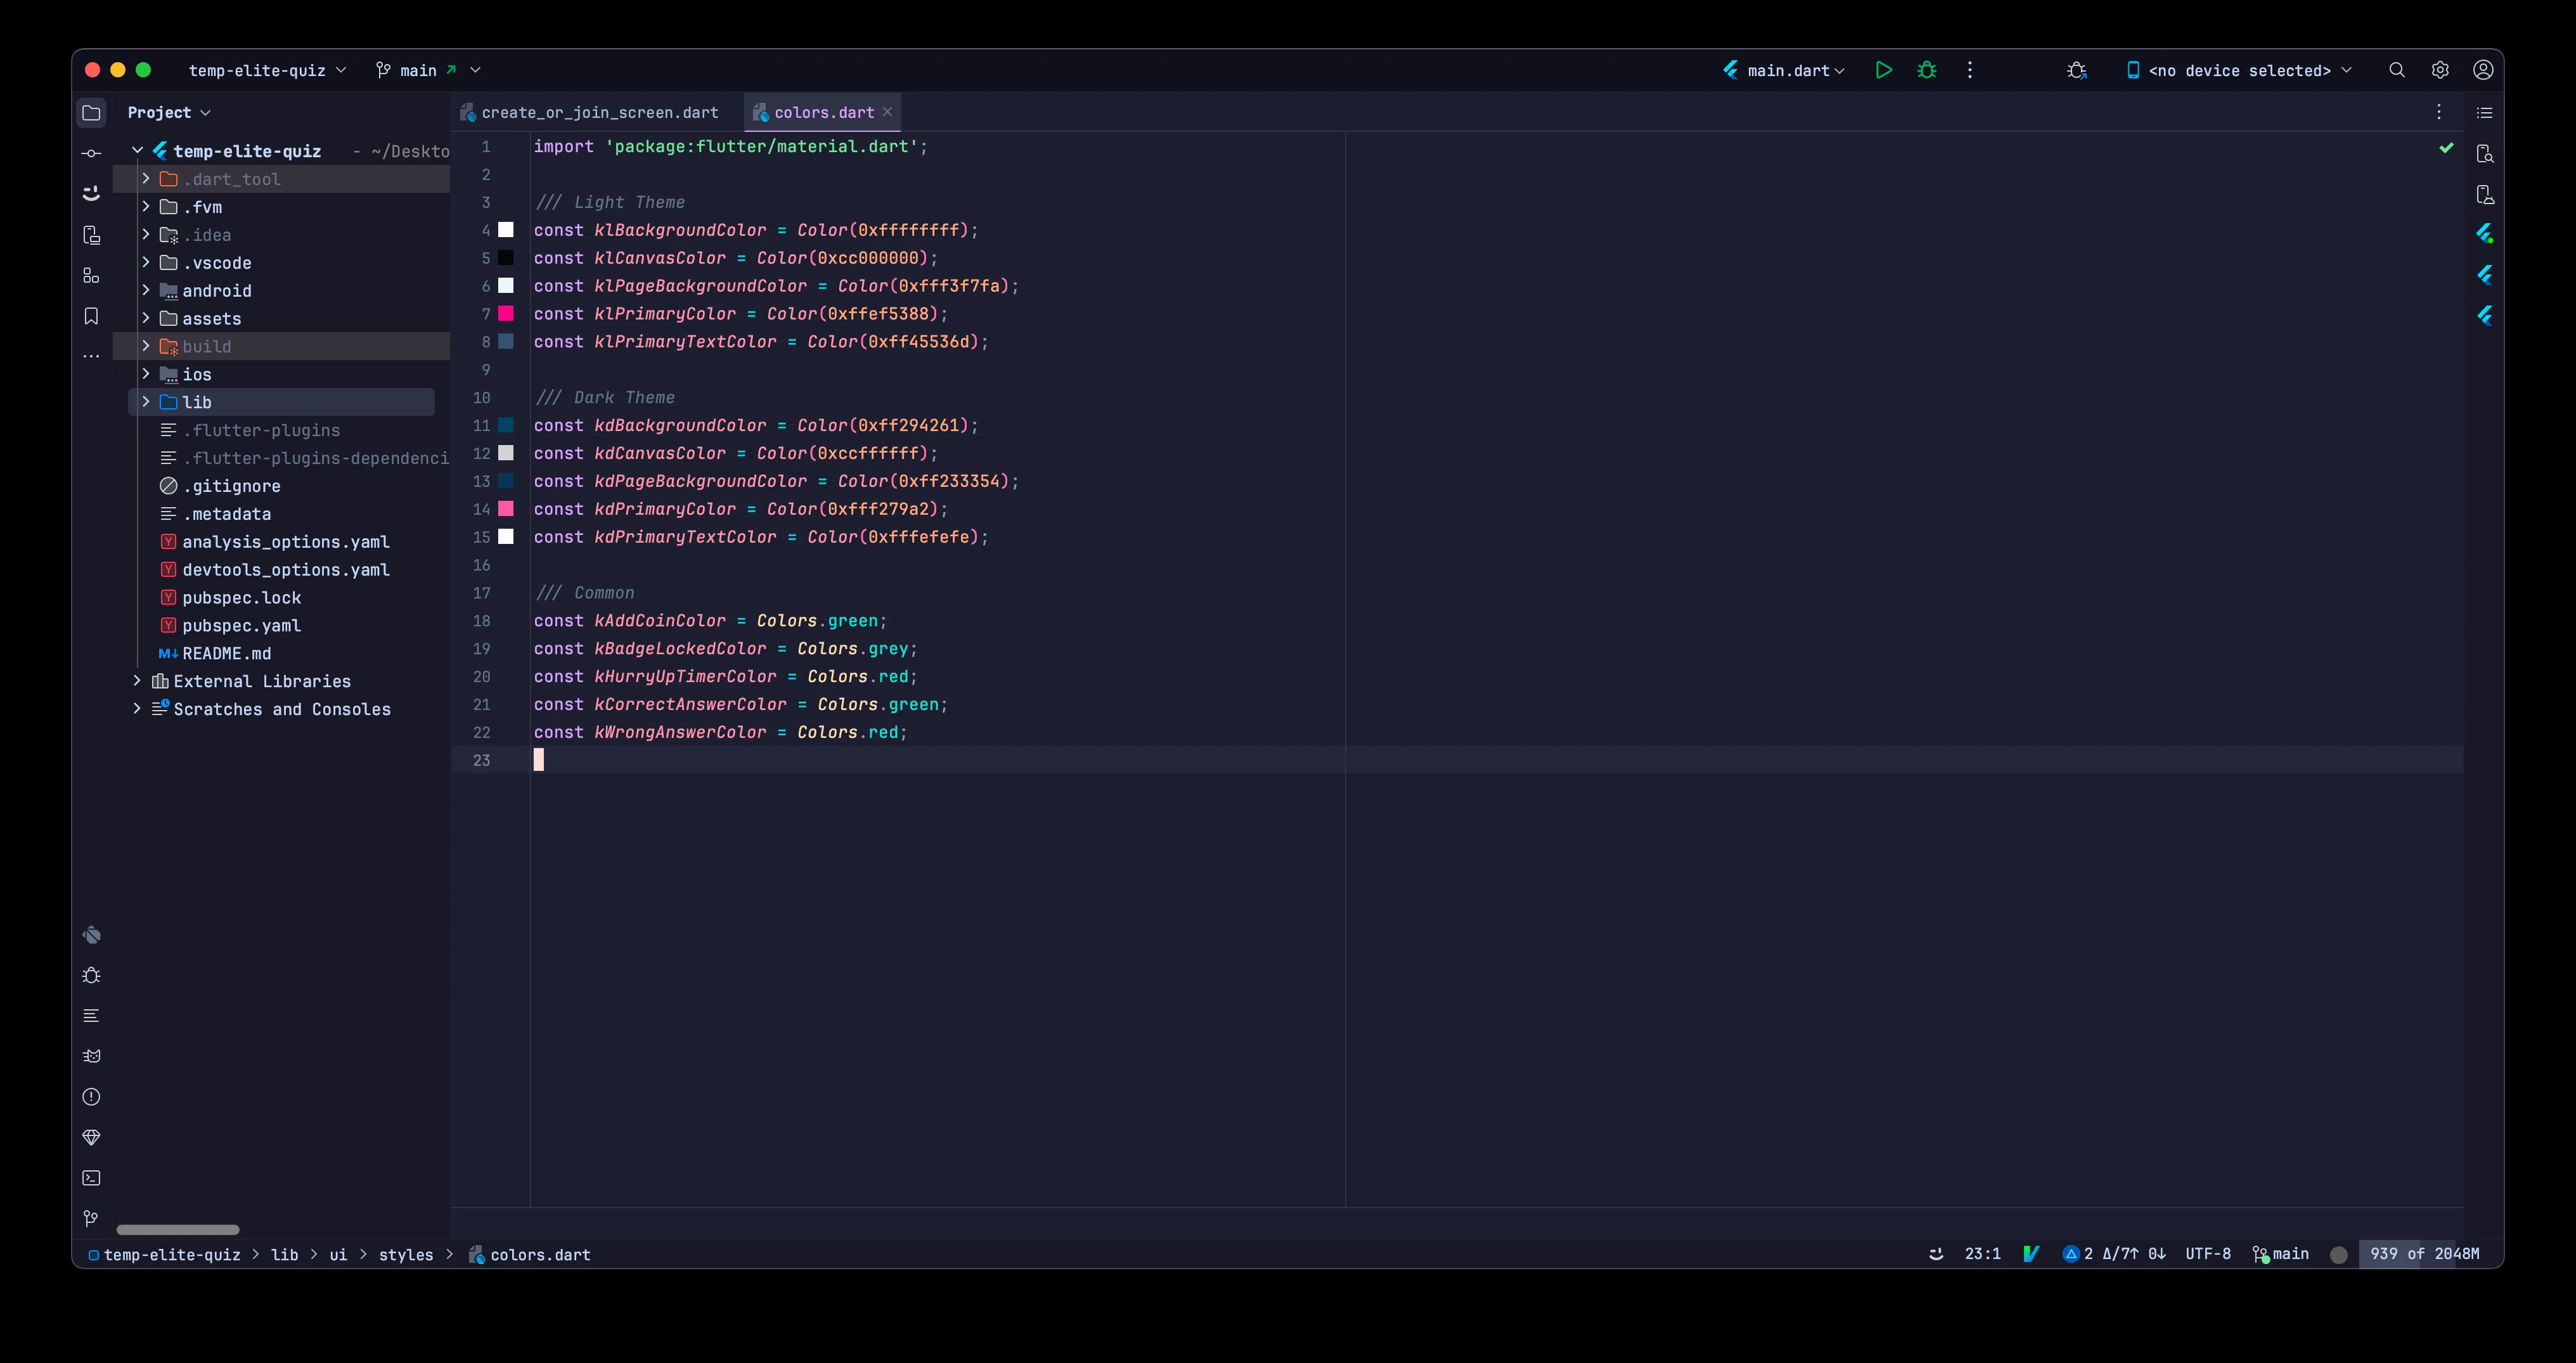 temp-elite-quiz main main.dart <no device selected>
Project
create_or_join_screen.dart colors.dart
temp-elite-quiz - ~/Deskto
.dart_tool
.fvm
.idea
.vscode
android
assets
build
ios
lib
.flutter-plugins
.flutter-plugins-dependenci
.gitignore
.metadata
analysis_options.yaml
devtools_options.yaml
pubspec.lock
pubspec.yaml
README.md
External Libraries
Scratches and Consoles
1 import 'package:flutter/material.dart';
2
3 /// Light Theme
4 const klBackgroundColor = Color(0xffffffff);
5 const klCanvasColor = Color(0xcc000000);
6 const klPageBackgroundColor = Color(0xfff3f7fa);
7 const klPrimaryColor = Color(0xffef5388);
8 const klPrimaryTextColor = Color(0xff45536d);
9
10 /// Dark Theme
11 const kdBackgroundColor = Color(0xff294261);
12 const kdCanvasColor = Color(0xccffffff);
13 const kdPageBackgroundColor = Color(0xff233354);
14 const kdPrimaryColor = Color(0xfff279a2);
15 const kdPrimaryTextColor = Color(0xfffefefe);
16
17 /// Common
18 const kAddCoinColor = Colors.green;
19 const kBadgeLockedColor = Colors.grey;
20 const kHurryUpTimerColor = Colors.red;
21 const kCorrectAnswerColor = Colors.green;
22 const kWrongAnswerColor = Colors.red;
23
temp-elite-quiz > lib > ui > styles > colors.dart 23:1 2 Δ/7↑ 0↓ UTF-8 main 939 of 2048M